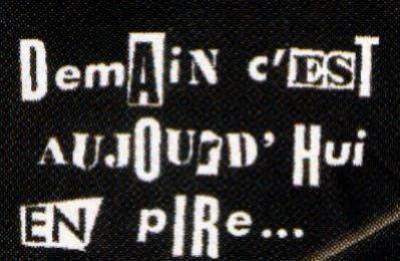 DemAiN c'EST
AUJOUrD' Hui
EN pIRe...